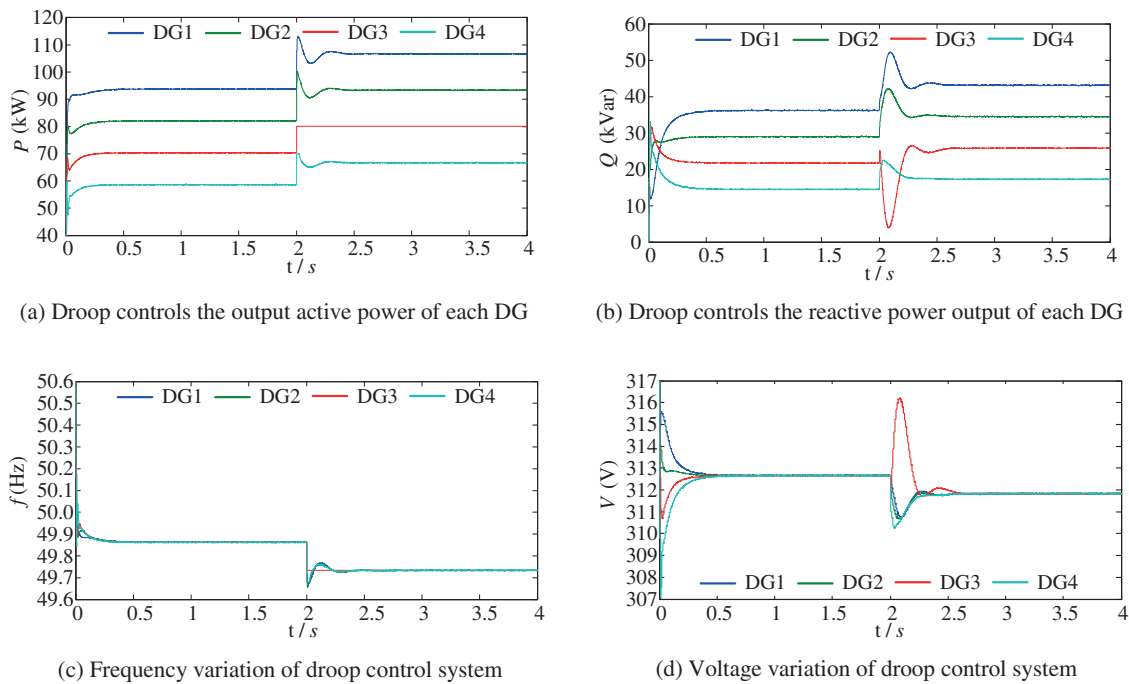 120
110
100
90
80
70
60
50
40
P (kW)
DG1 DG2 DG3 DG4
0 0.5 1 1.5 2 2.5 3 3.5 4
t / s
(a) Droop controls the output active power of each DG
60
50
40
30
20
10
0
Q (kVar)
DG1 DG2 DG3 DG4
0 0.5 1 1.5 2 2.5 3 3.5 4
t / s
(b) Droop controls the reactive power output of each DG
50.6
50.5
50.4
50.3
50.2
50.1
50.0
49.9
49.8
49.7
49.6
f (Hz)
DG1 DG2 DG3 DG4
0 0.5 1 1.5 2 2.5 3 3.5 4
t / s
(c) Frequency variation of droop control system
317
316
315
314
313
312
311
310
309
308
307
V (V)
DG1 DG2 DG3 DG4
0 0.5 1 1.5 2 2.5 3 3.5 4
t / s
(d) Voltage variation of droop control system